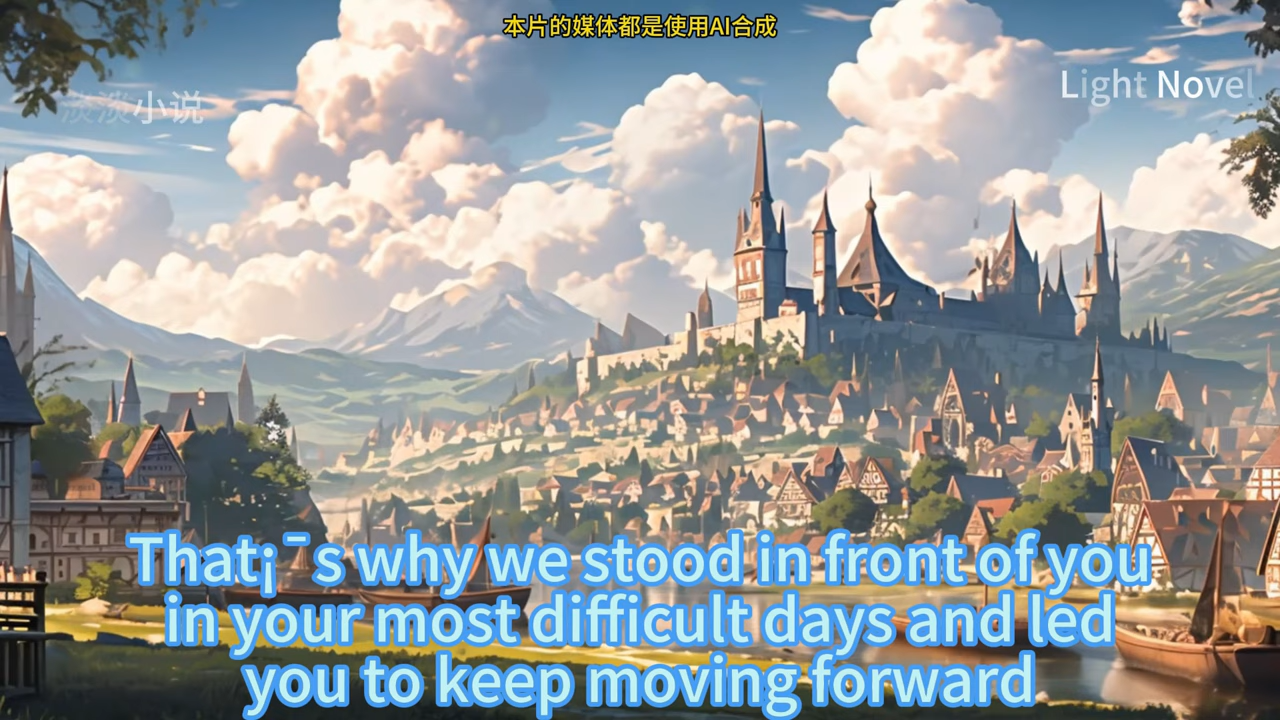 本片的媒体都是使用AI合成
Light Novel
淡淡小说
That¡¯s why we stood in front of you
in your most difficult days and led
you to keep moving forward